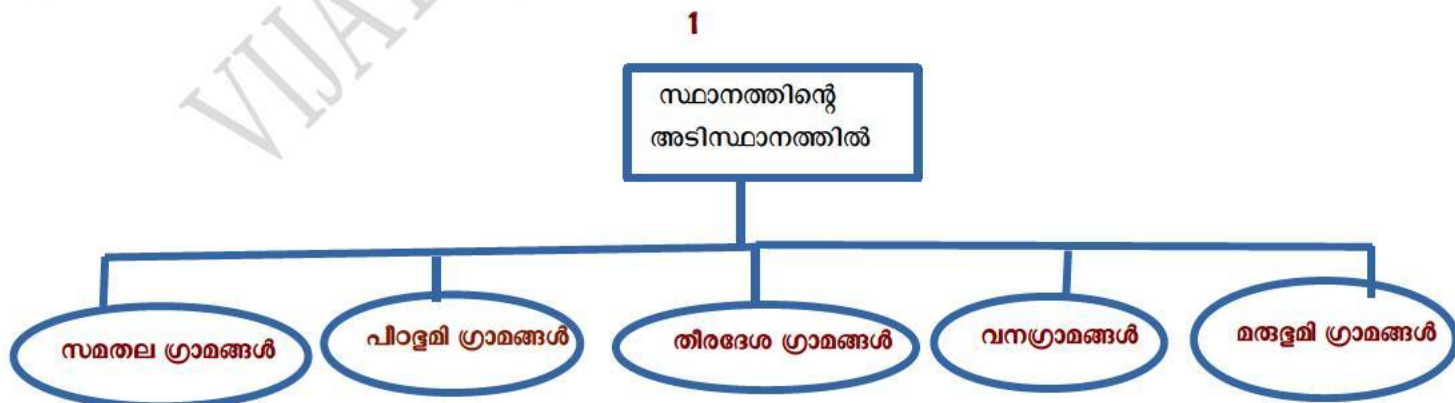 VIJA
1
സ്ഥാനത്തിന്റെ
അടിസ്ഥാനത്തിൽ
സമതല ഗ്രാമങ്ങൾ
പീഠഭൂമി ഗ്രാമങ്ങൾ
തീരദേശ ഗ്രാമങ്ങൾ
വനഗ്രാമങ്ങൾ
മരുഭൂമി ഗ്രാമങ്ങൾ